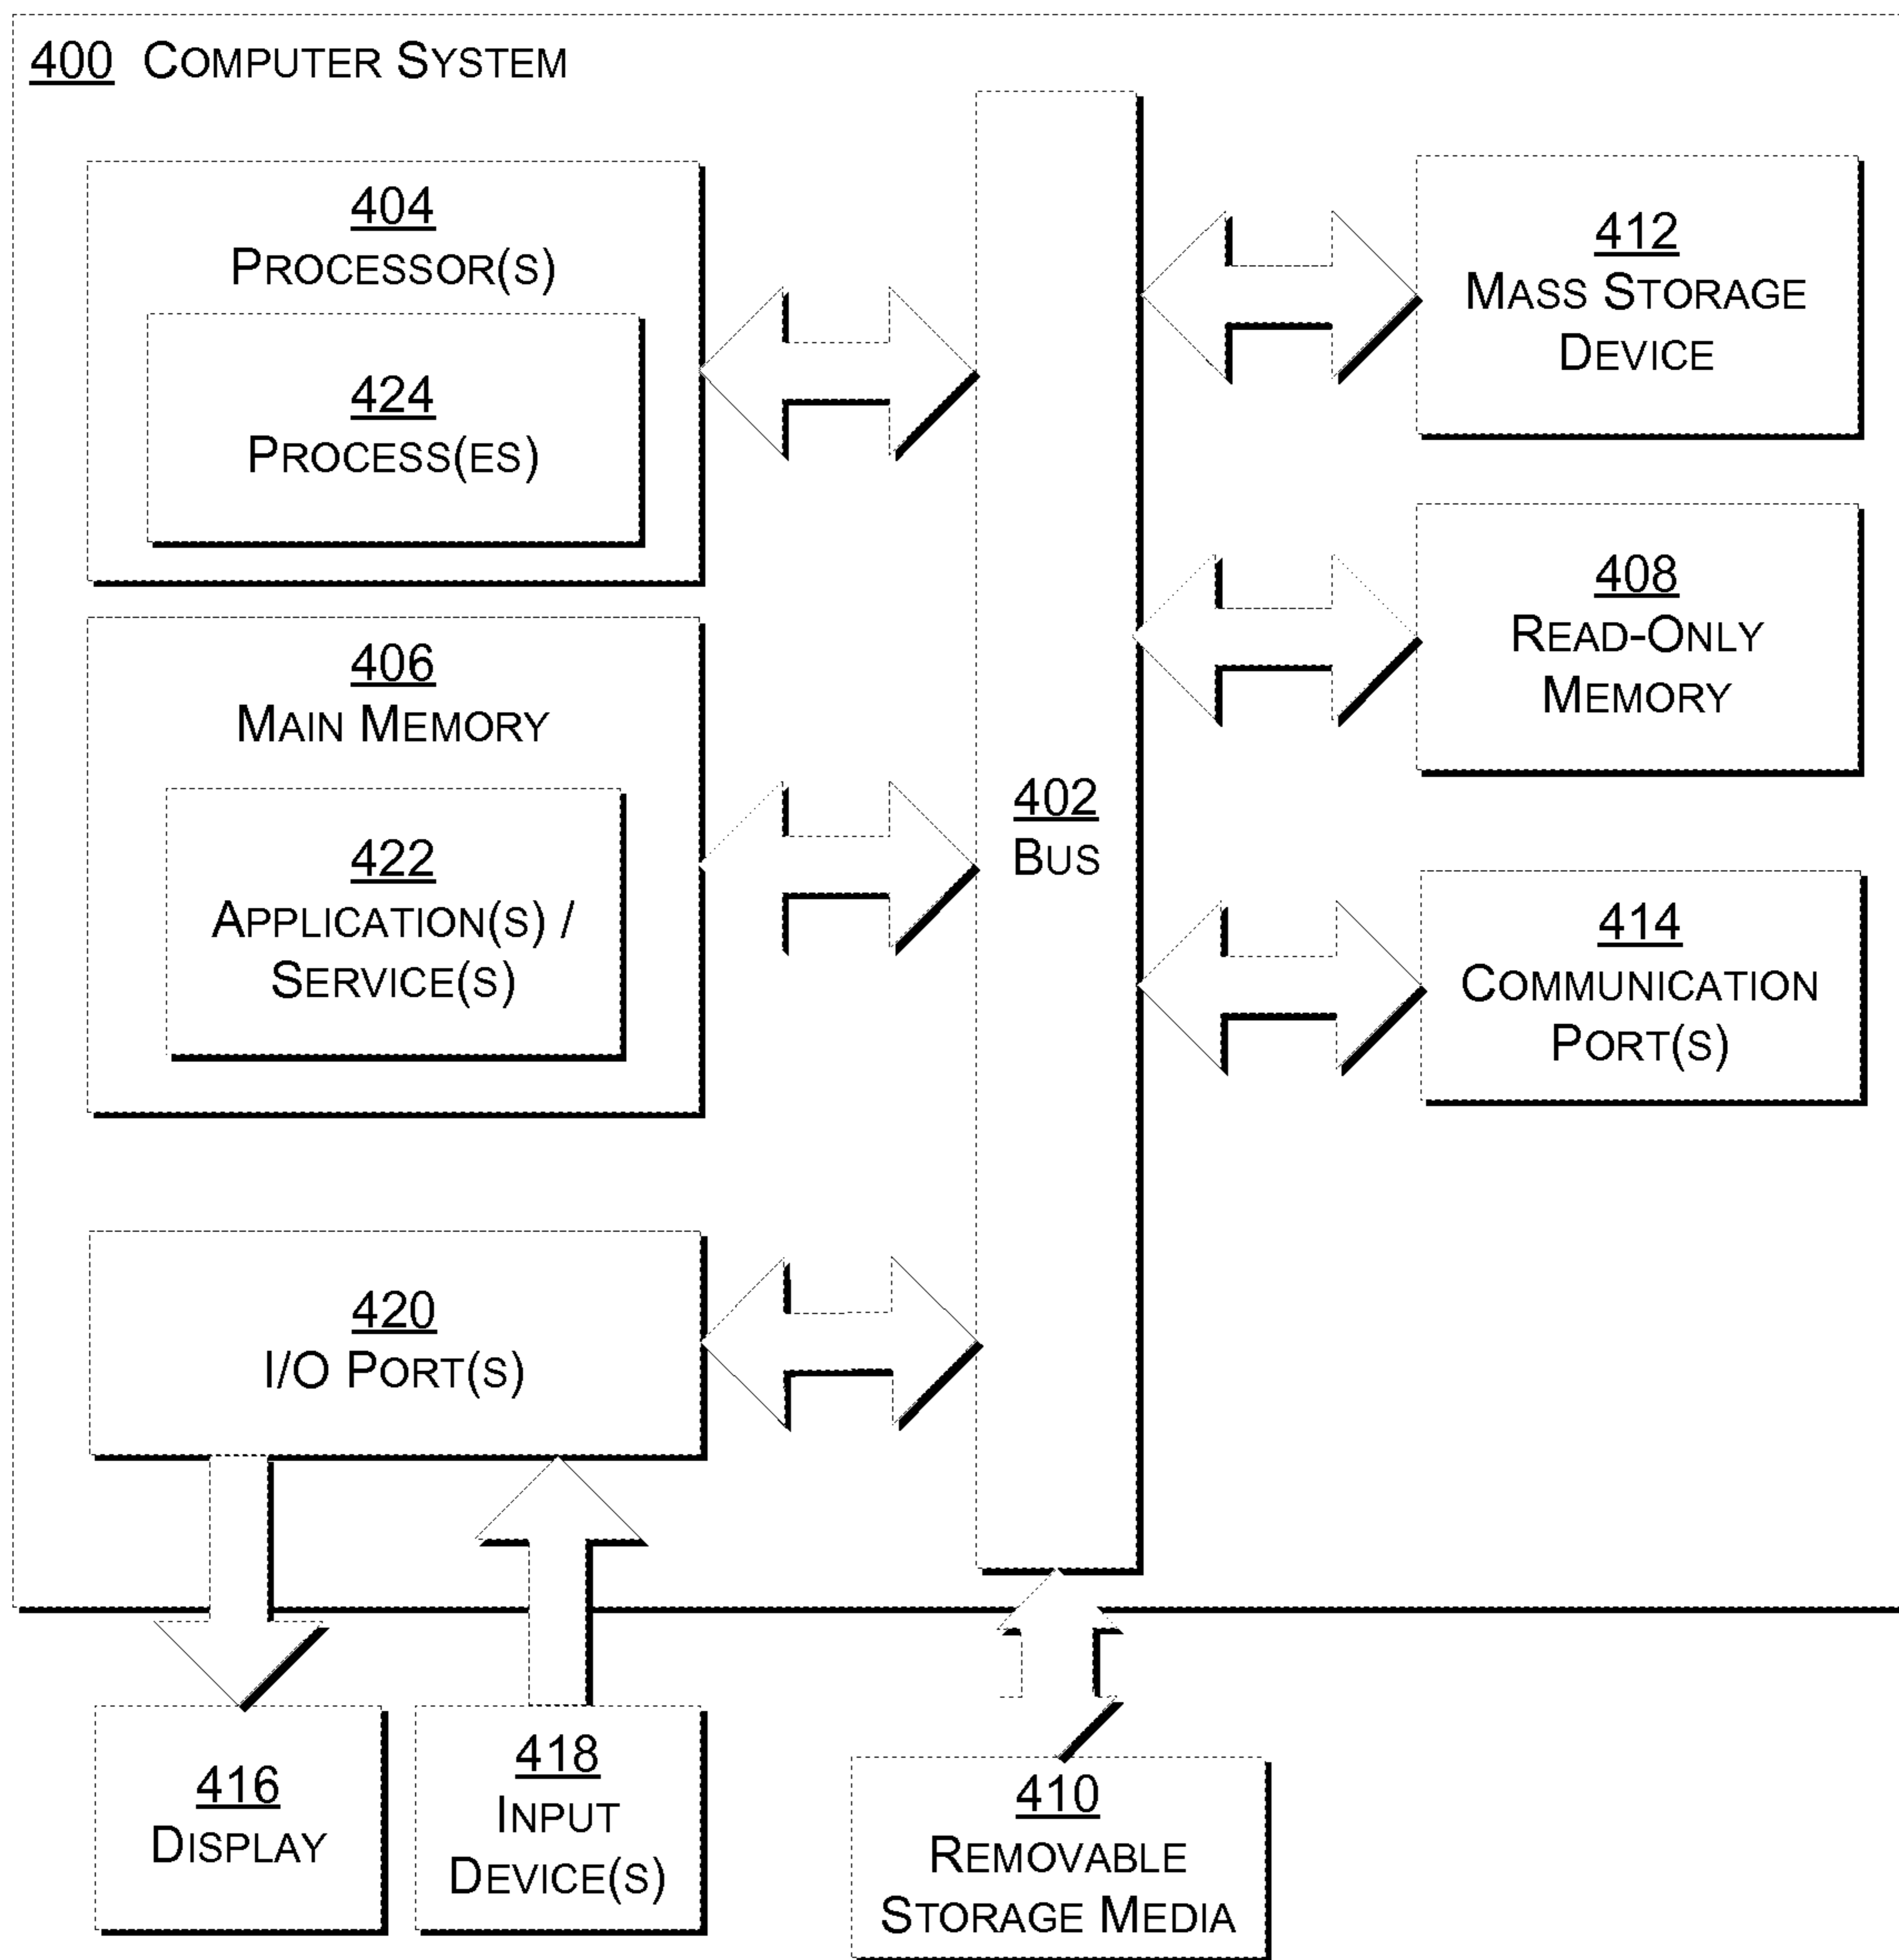 400 COMPUTER SYSTEM
404
PROCESSOR(S)
424
PROCESS(ES)
406
MAIN MEMORY
422
APPLICATION(S) /
SERVICE(S)
420
I/O PORT(S)
402
BUS
412
MASS STORAGE
DEVICE
408
READ-ONLY
MEMORY
414
COMMUNICATION
PORT(S)
416
DISPLAY
418
INPUT
DEVICE(S)
410
REMOVABLE
STORAGE MEDIA